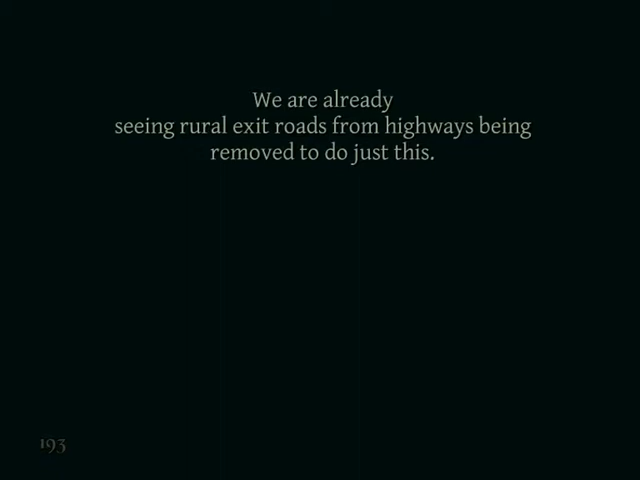 We are already
seeing rural exit roads from highways being
removed to do just this.
193